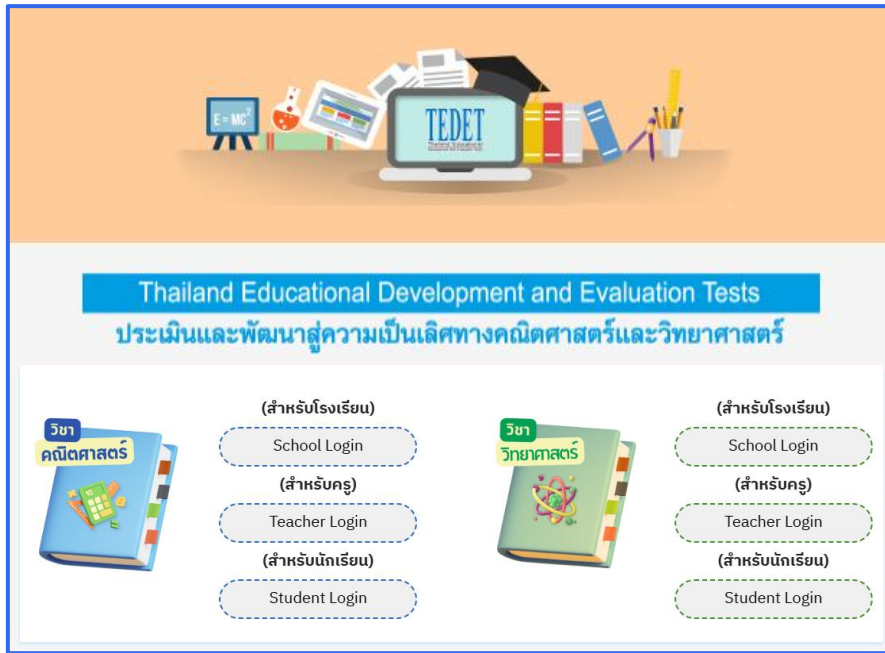 E = MC²
TEDET
Thailand Educational Development and Evaluation Tests
ประเมินและพัฒนาสู่ความเป็นเลิศทางคณิตศาสตร์และวิทยาศาสตร์
วิชา
คณิตศาสตร์
(สำหรับโรงเรียน)
School Login
(สำหรับครู)
Teacher Login
(สำหรับนักเรียน)
Student Login
วิชา
วิทยาศาสตร์
(สำหรับโรงเรียน)
School Login
(สำหรับครู)
Teacher Login
(สำหรับนักเรียน)
Student Login